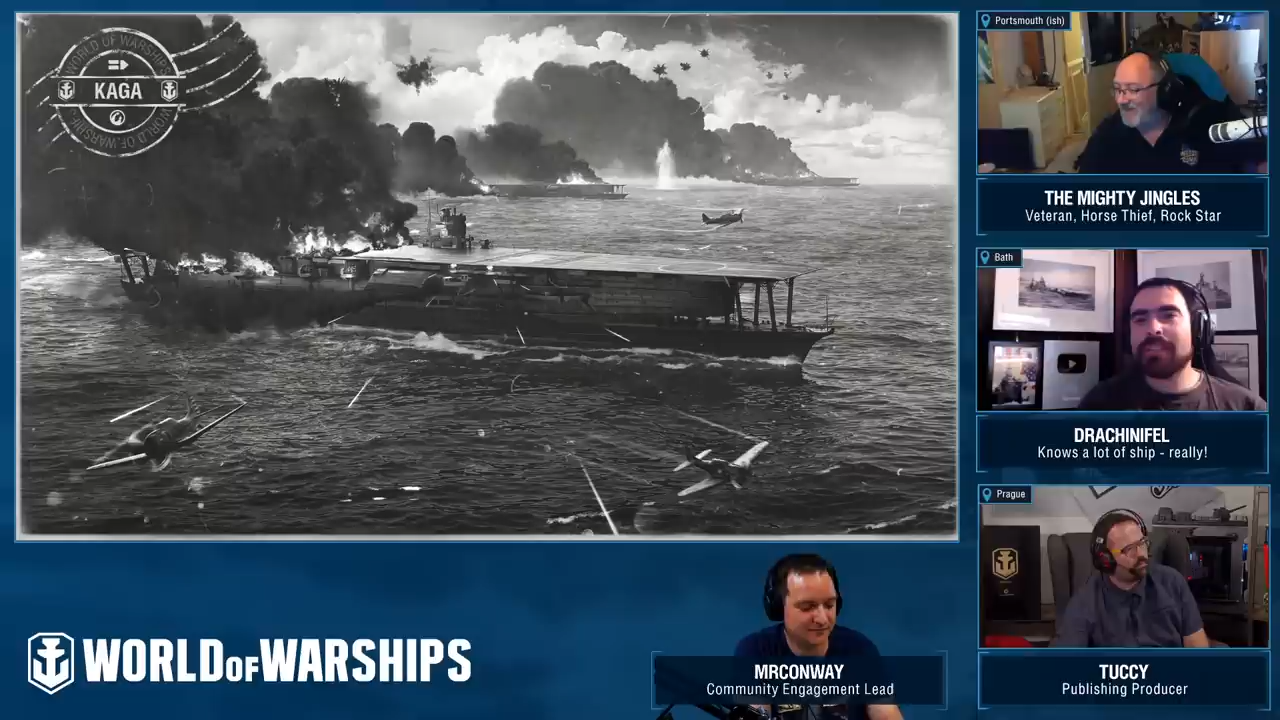 WORLD OF WARSHIPS
KAGA
WORLD OF WARSHIPS
Portsmouth (ish)
THE MIGHTY JINGLES
Veteran, Horse Thief, Rock Star
Bath
DRACHINIFEL
Knows a lot of ship - really!
Prague
TUCCY
Publishing Producer
MRCONWAY
Community Engagement Lead
WORLD OF WARSHIPS